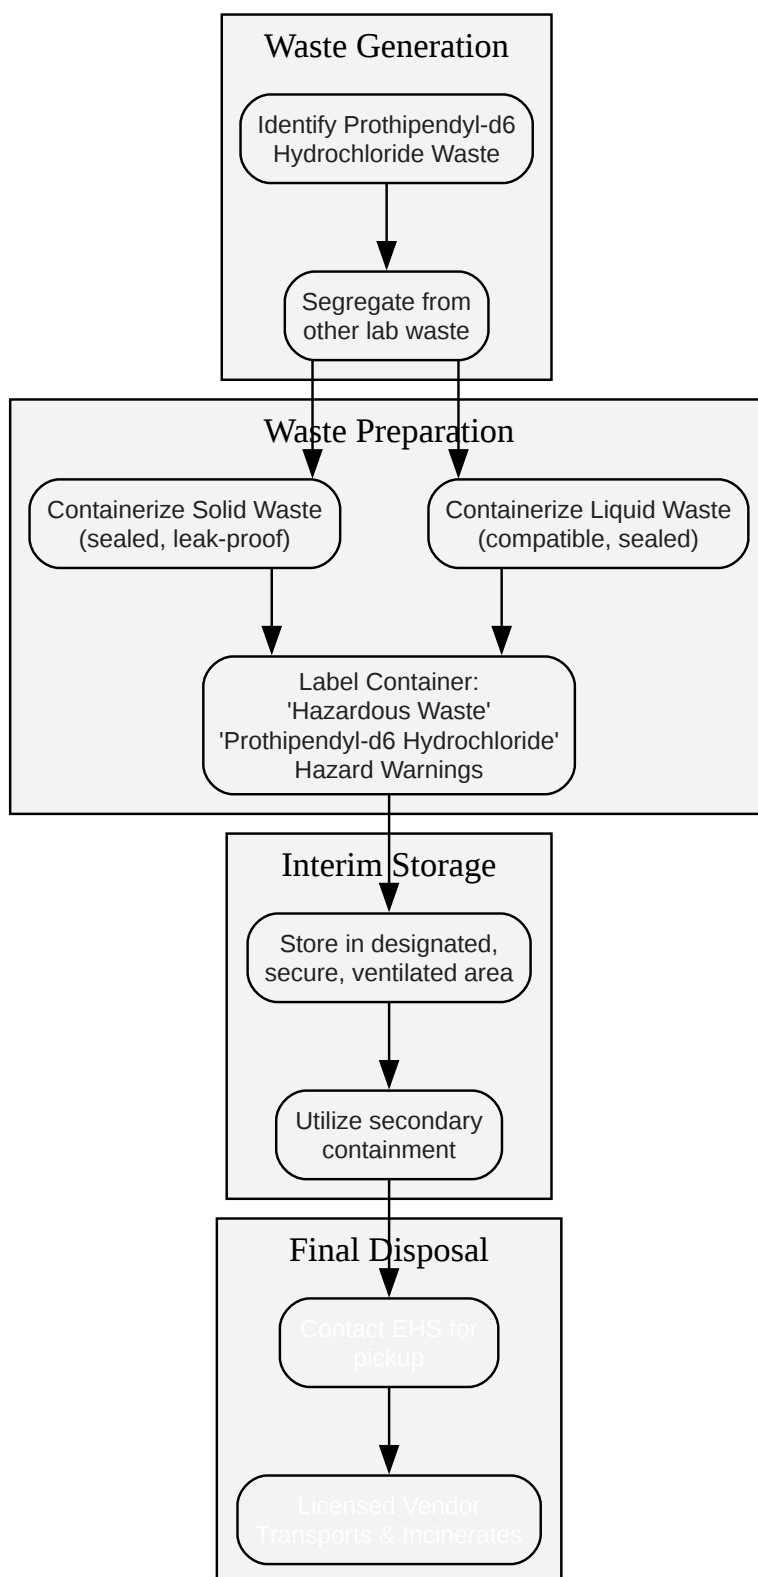 Waste Generation
Identify Prothipendyl-d6
Hydrochloride Waste
Segregate from
other lab waste
Waste Preparation
Containerize Solid Waste
(sealed, leak-proof)
Containerize Liquid Waste
(compatible, sealed)
Label Container:
'Hazardous Waste'
'Prothipendyl-d6 Hydrochloride'
Hazard Warnings
Interim Storage
Store in designated,
secure, ventilated area
Utilize secondary
containment
Final Disposal
Contact EHS for
pickup
Licensed Vendor
Transports & Incinerates